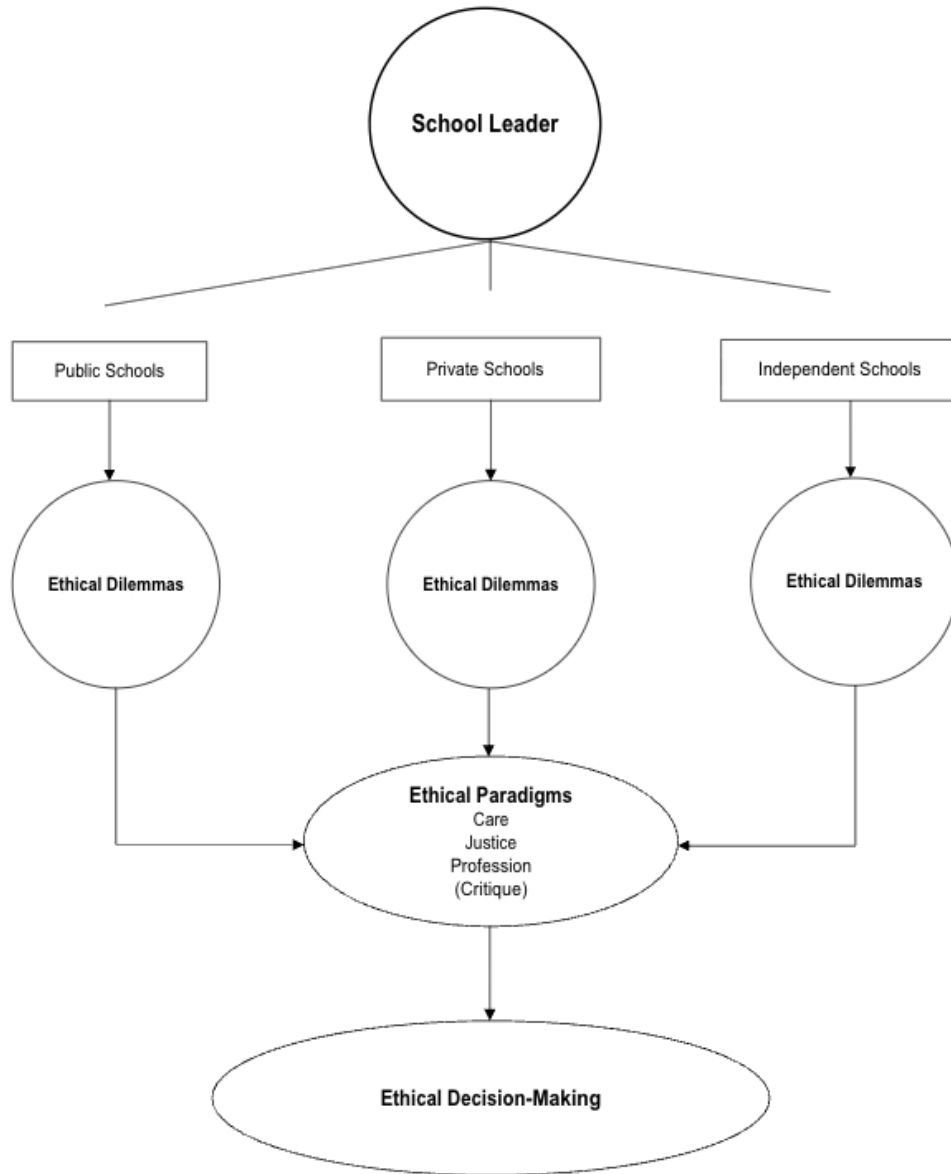 School Leader
Public Schools
Private Schools
Independent Schools
Ethical Dilemmas
Ethical Dilemmas
Ethical Dilemmas
Ethical Paradigms
Care
Justice
Profession
(Critique)
Ethical Decision-Making